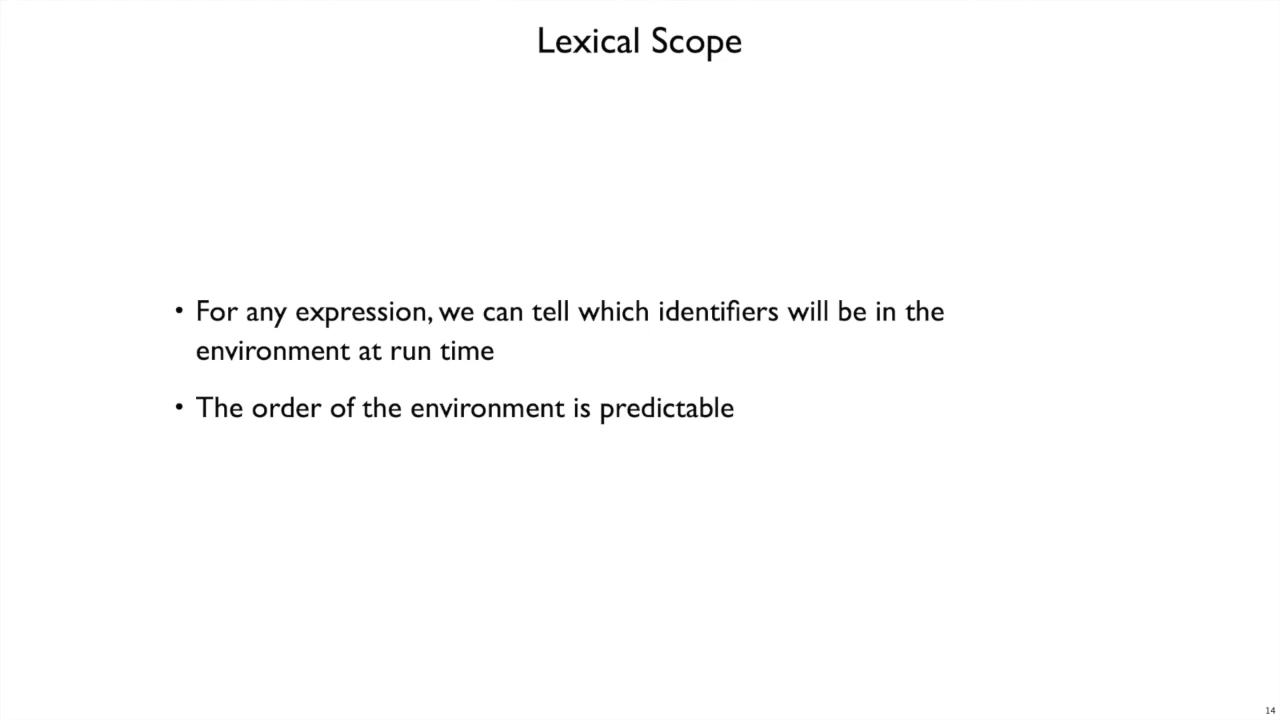 Lexical Scope
• For any expression, we can tell which identifiers will be in the
environment at run time
• The order of the environment is predictable
14